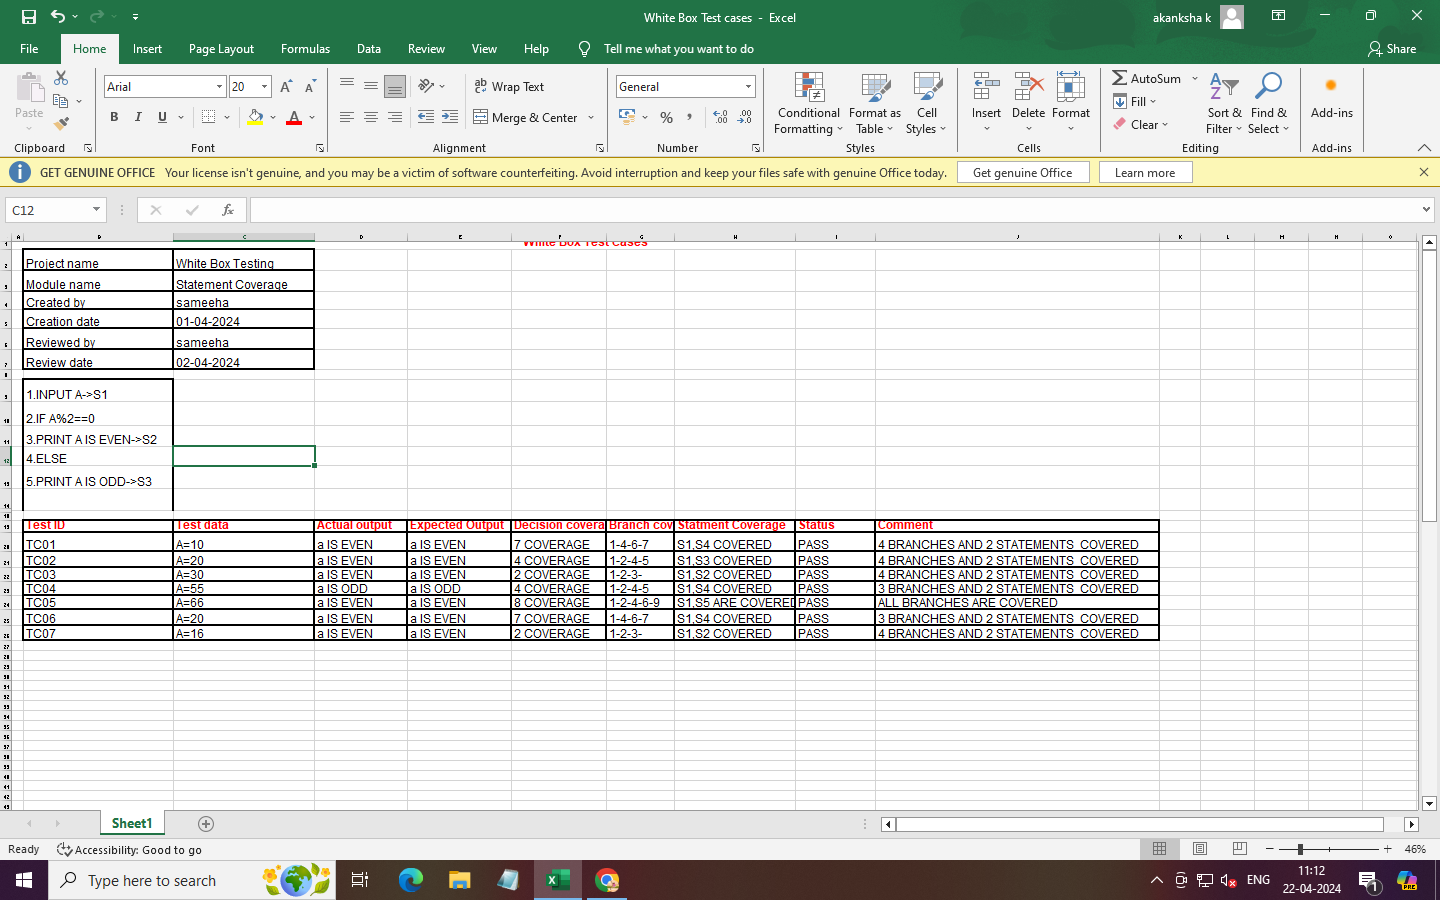 White Box Test cases - Excel
akanksha k
File Home Insert Page Layout Formulas Data Review View Help Tell me what you want to do Share
Paste
Clipboard
Arial 20
B I U
Font
Wrap Text
Merge & Center
Alignment
General
Number
Conditional Formatting
Format as Table
Cell Styles
Styles
Insert Delete Format
Cells
AutoSum
Fill
Clear
Sort & Filter
Find & Select
Editing
Add-ins
Add-ins
GET GENUINE OFFICE Your license isn't genuine, and you may be a victim of software counterfeiting. Avoid interruption and keep your files safe with genuine Office today. Get genuine Office Learn more
C12 fx
White Box Test Cases
Project name White Box Testing
Module name Statement Coverage
Created by sameeha
Creation date 01-04-2024
Reviewed by sameeha
Review date 02-04-2024
1.INPUT A->S1
2.IF A%2==0
3.PRINT A IS EVEN->S2
4.ELSE
5.PRINT A IS ODD->S3
Test ID Test data Actual output Expected Output Decision covera Branch cov Statment Coverage Status Comment
TC01 A=10 a IS EVEN a IS EVEN 7 COVERAGE 1-4-6-7 S1,S4 COVERED PASS 4 BRANCHES AND 2 STATEMENTS COVERED
TC02 A=20 a IS EVEN a IS EVEN 4 COVERAGE 1-2-4-5 S1,S3 COVERED PASS 4 BRANCHES AND 2 STATEMENTS COVERED
TC03 A=30 a IS EVEN a IS EVEN 2 COVERAGE 1-2-3- S1,S2 COVERED PASS 4 BRANCHES AND 2 STATEMENTS COVERED
TC04 A=55 a IS ODD a IS ODD 4 COVERAGE 1-2-4-5 S1,S4 COVERED PASS 3 BRANCHES AND 2 STATEMENTS COVERED
TC05 A=66 a IS EVEN a IS EVEN 8 COVERAGE 1-2-4-6-9 S1,S5 ARE COVERED PASS ALL BRANCHES ARE COVERED
TC06 A=20 a IS EVEN a IS EVEN 7 COVERAGE 1-4-6-7 S1,S4 COVERED PASS 3 BRANCHES AND 2 STATEMENTS COVERED
TC07 A=16 a IS EVEN a IS EVEN 2 COVERAGE 1-2-3- S1,S2 COVERED PASS 4 BRANCHES AND 2 STATEMENTS COVERED
Sheet1
Ready Accessibility: Good to go 46%
Type here to search
ENG
11:12
22-04-2024
1